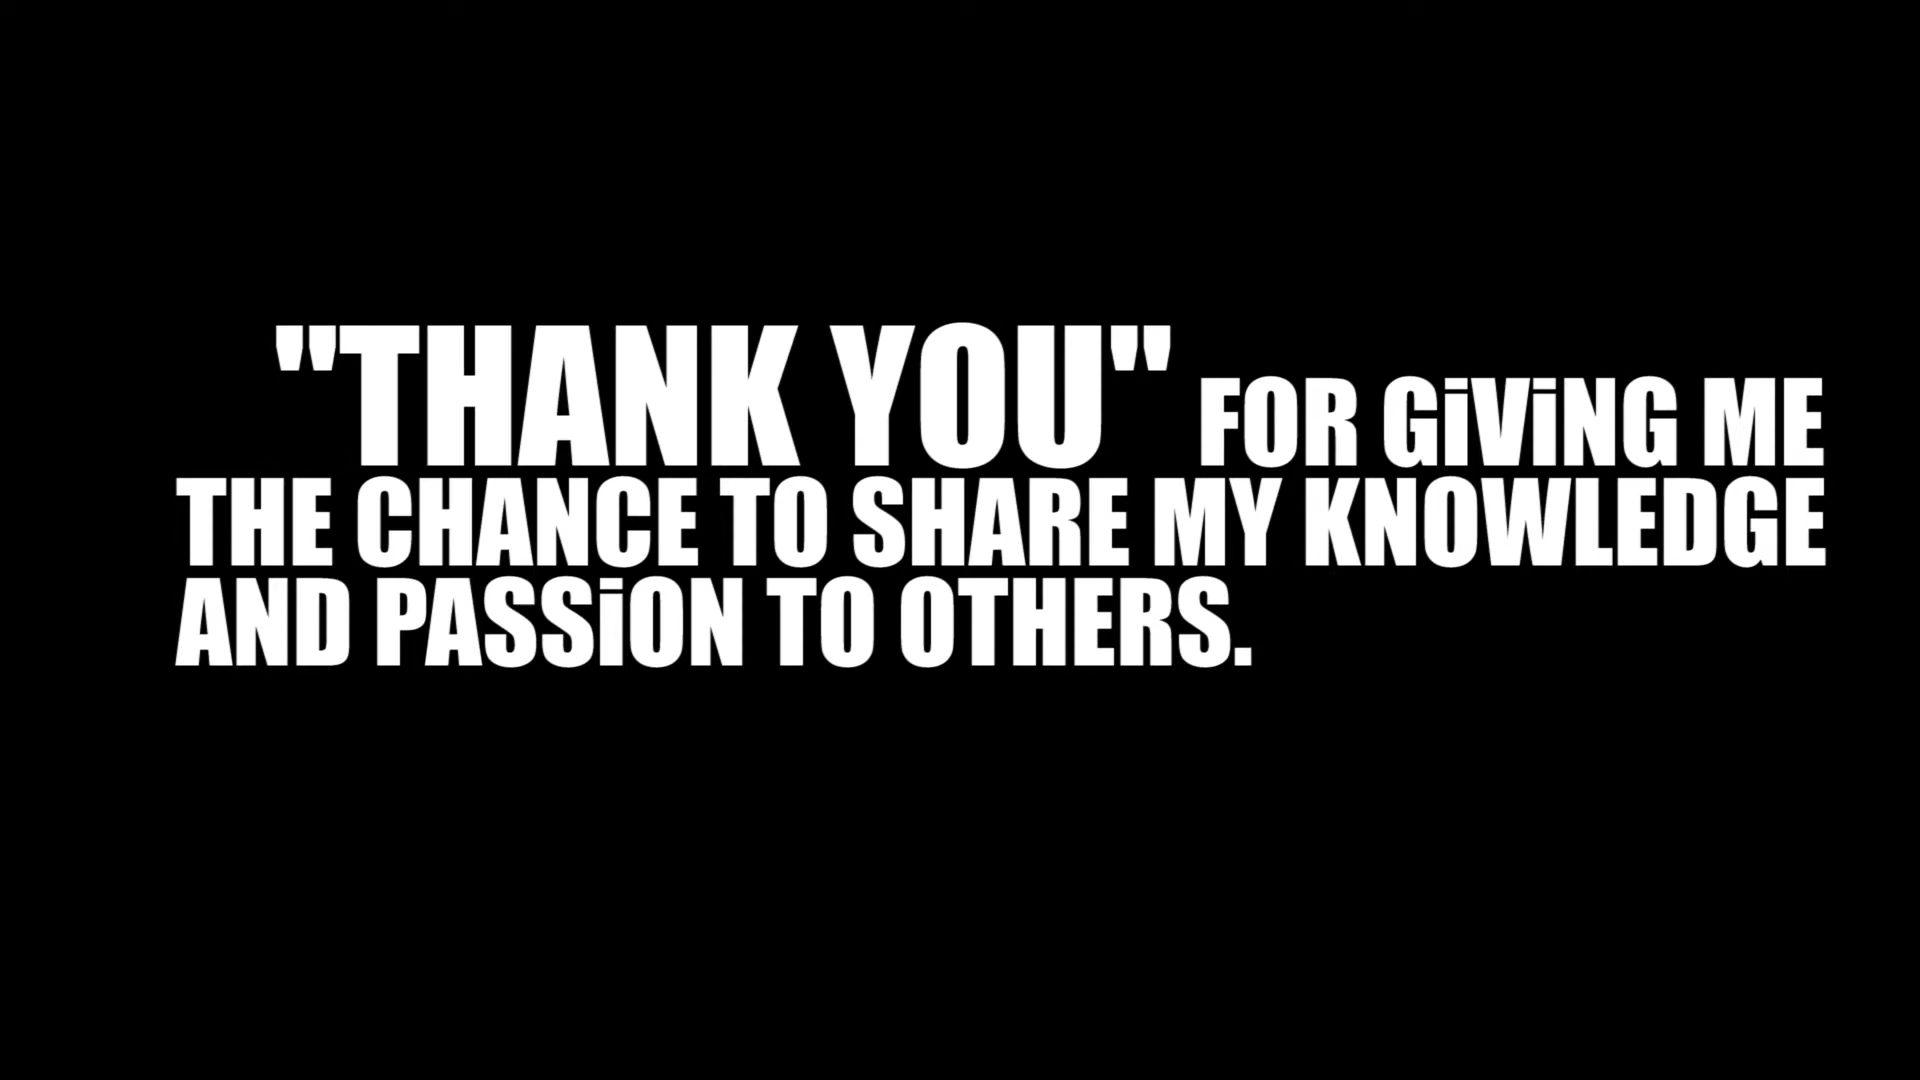 "THANK YOU" FOR GiViNG ME
THE CHANCE TO SHARE MY KNOWLEDGE
AND PASSiON TO OTHERS.